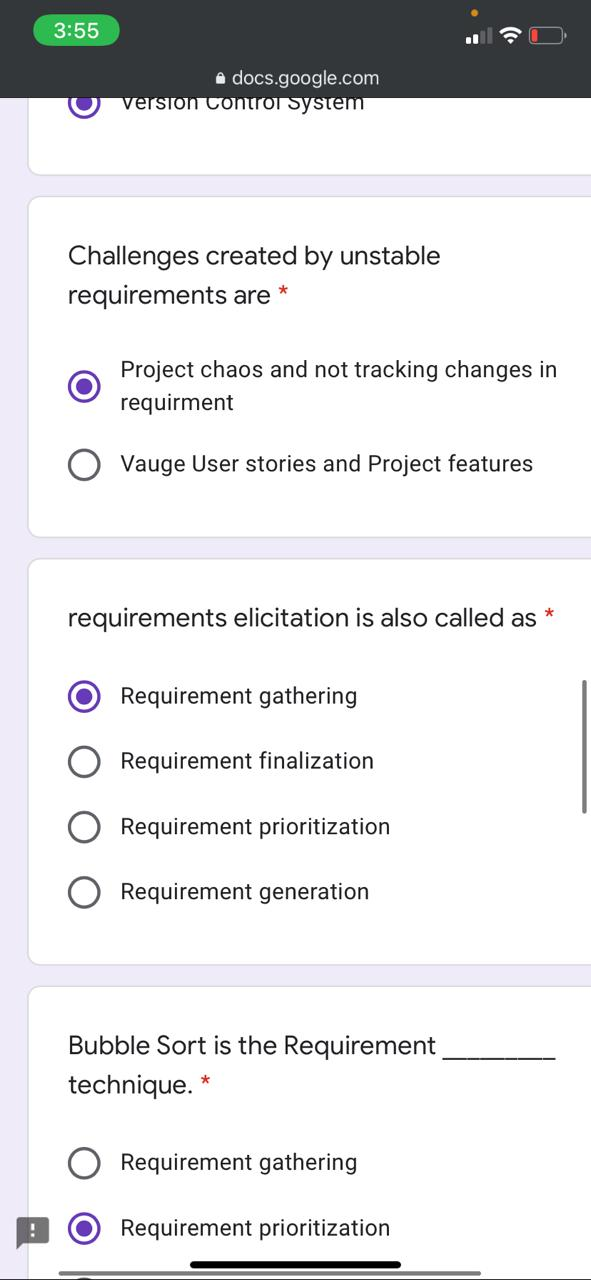 3:55
docs.google.com
Version Control System
Challenges created by unstable
requirements are *
Project chaos and not tracking changes in
requirment
Vauge User stories and Project features
requirements elicitation is also called as *
Requirement gathering
Requirement finalization
Requirement prioritization
Requirement generation
Bubble Sort is the Requirement ________
technique. *
Requirement gathering
Requirement prioritization